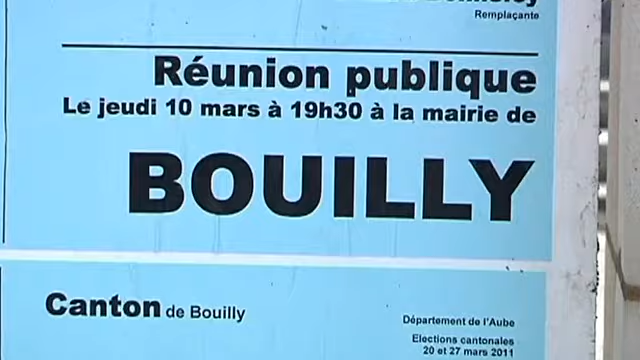 Remplaçante
Réunion publique
Le jeudi 10 mars à 19h30 à la mairie de
BOUILLY
Canton de Bouilly
Département de l'Aube
Elections cantonales
20 et 27 mars 2011